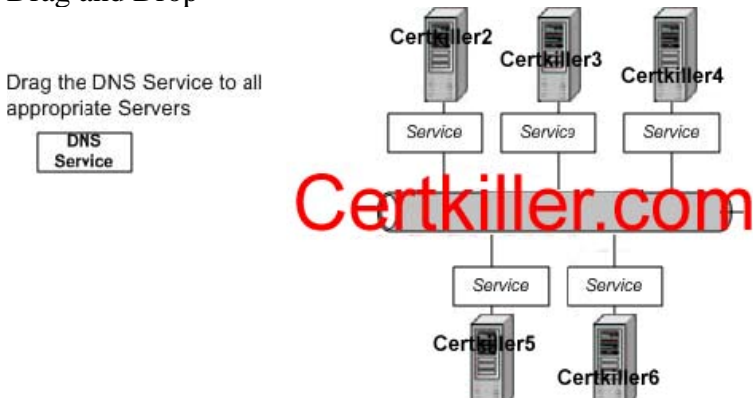 Drag and Drop
Certkiller2
Certkiller3
Certkiller4
Drag the DNS Service to all
appropriate Servers
DNS
Service
Service
Service
Service
Certkiller.com
Service
Service
Certkiller5
Certkiller6